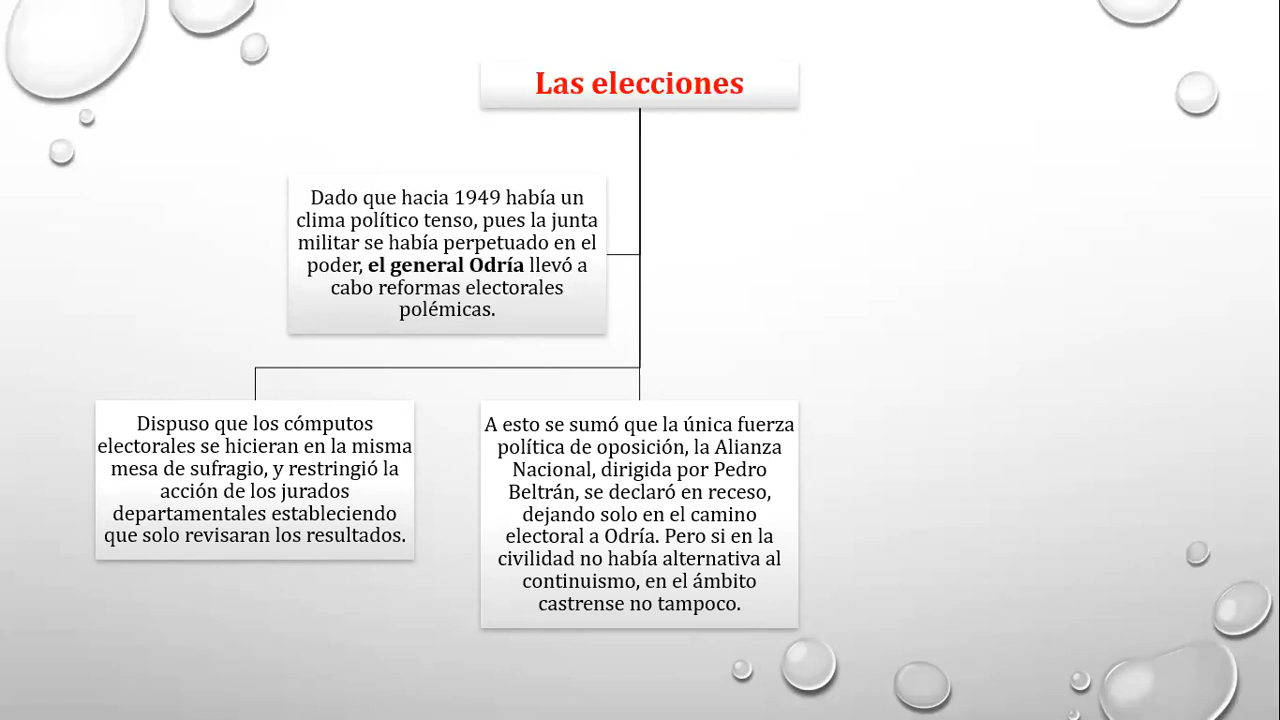 Las elecciones
Dado que hacia 1949 había un
clima político tenso, pues la junta
militar se había perpetuado en el
poder, el general Odría llevó a
cabo reformas electorales
polémicas.
Dispuso que los cómputos
electorales se hicieran en la misma
mesa de sufragio, y restringió la
acción de los jurados
departamentales estableciendo
que solo revisaran los resultados.
A esto se sumó que la única fuerza
política de oposición, la Alianza
Nacional, dirigida por Pedro
Beltrán, se declaró en receso,
dejando solo en el camino
electoral a Odría. Pero si en la
civilidad no había alternativa al
continuismo, en el ámbito
castrense no tampoco.